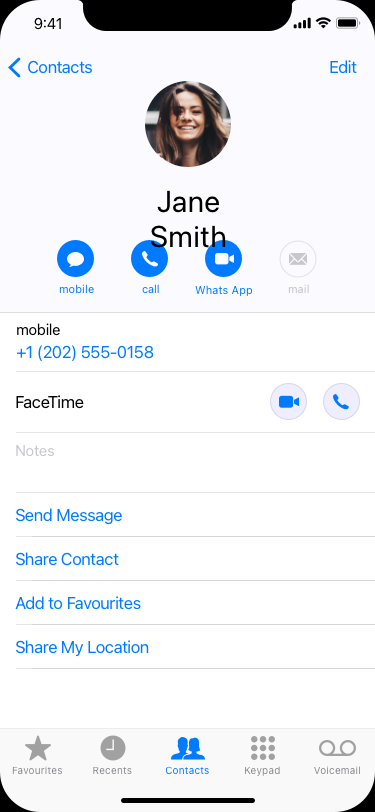 9:41
Contacts
Edit
Jane
Smith
mobile
call
Whats App
mail
mobile
+1 (202) 555-0158
FaceTime
Notes
Send Message
Share Contact
Add to Favourites
Share My Location
Favourites
Recents
Contacts
Keypad
Voicemail